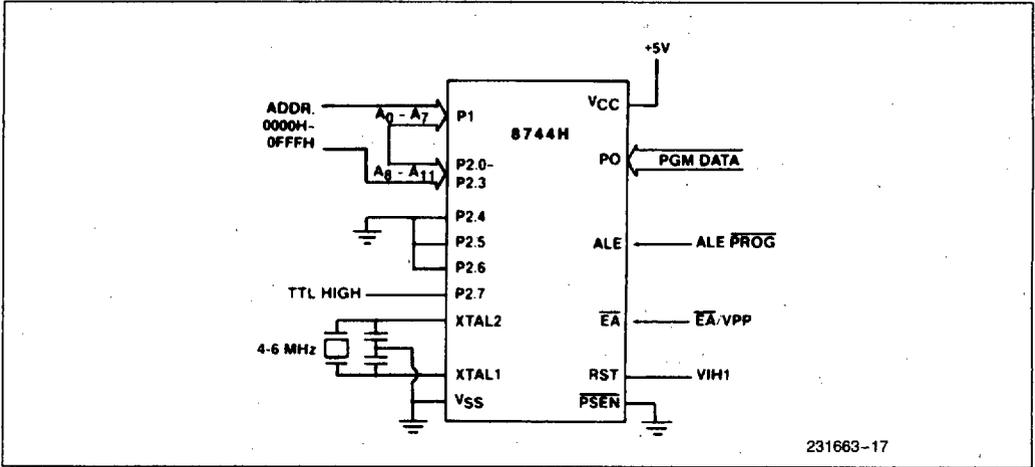 +5V
ADDR.
0000H-
0FFFH
A0 - A7
P1
VCC
8744H
P2.0-
P2.3
A8 - A11
PO
PGM DATA
P2.4
P2.5
P2.6
ALE
ALE PROG
TTL HIGH
P2.7
XTAL2
EA
EA/VPP
4-6 MHz
XTAL1
RST
VIH1
VSS
PSEN
231663-17